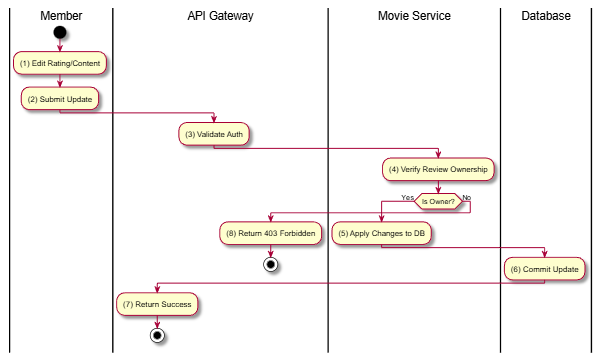 Member
API Gateway
Movie Service
Database
(1) Edit Rating/Content
(2) Submit Update
(3) Validate Auth
(4) Verify Review Ownership
Yes
Is Owner?
No
(8) Return 403 Forbidden
(5) Apply Changes to DB
(6) Commit Update
(7) Return Success